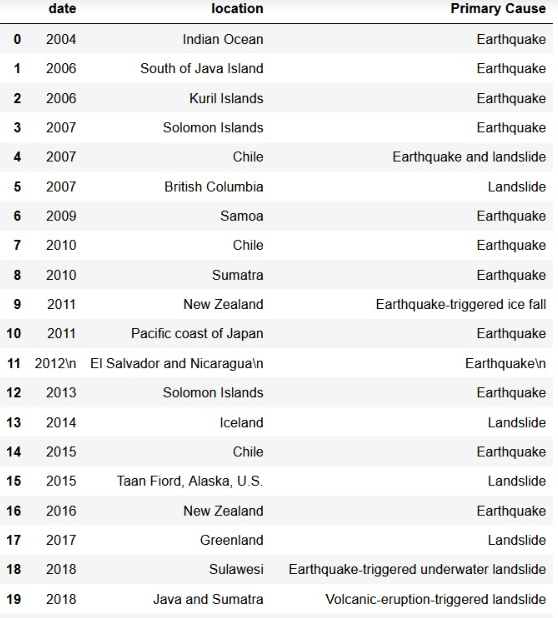 date location Primary Cause
0 2004 Indian Ocean Earthquake
1 2006 South of Java Island Earthquake
2 2006 Kuril Islands Earthquake
3 2007 Solomon Islands Earthquake
4 2007 Chile Earthquake and landslide
5 2007 British Columbia Landslide
6 2009 Samoa Earthquake
7 2010 Chile Earthquake
8 2010 Sumatra Earthquake
9 2011 New Zealand Earthquake-triggered ice fall
10 2011 Pacific coast of Japan Earthquake
11 2012\n El Salvador and Nicaragua\n Earthquake\n
12 2013 Solomon Islands Earthquake
13 2014 Iceland Landslide
14 2015 Chile Earthquake
15 2015 Taan Fiord, Alaska, U.S. Landslide
16 2016 New Zealand Earthquake
17 2017 Greenland Landslide
18 2018 Sulawesi Earthquake-triggered underwater landslide
19 2018 Java and Sumatra Volcanic-eruption-triggered landslide